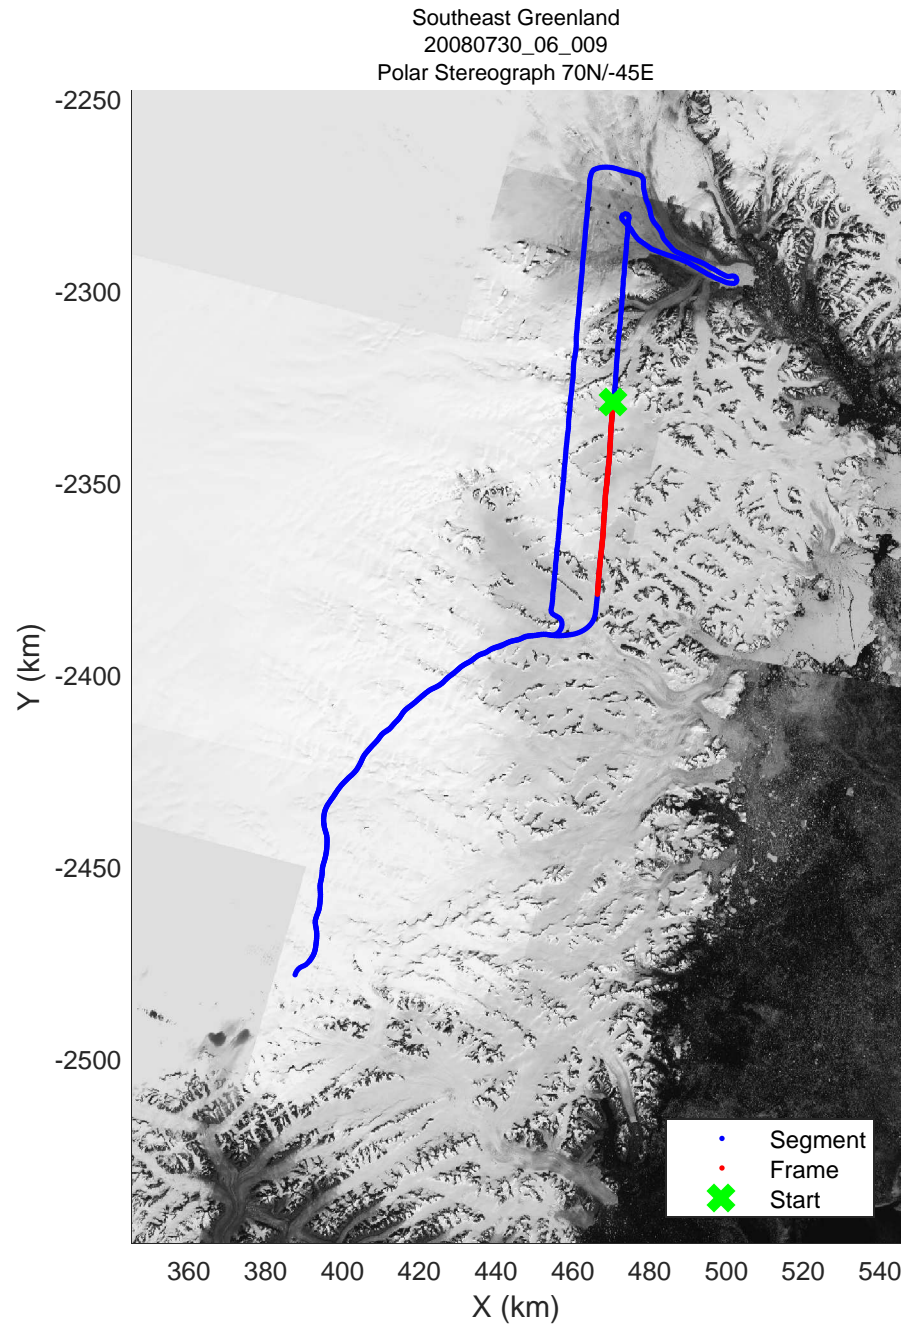 Southeast Greenland
20080730_06_009
Polar Stereograph 70N/-45E
-2250
-2300
-2350
-2400
-2450
-2500
Y (km)
360 380 400 420 440 460 480 500 520 540
X (km)
Segment
Frame
Start